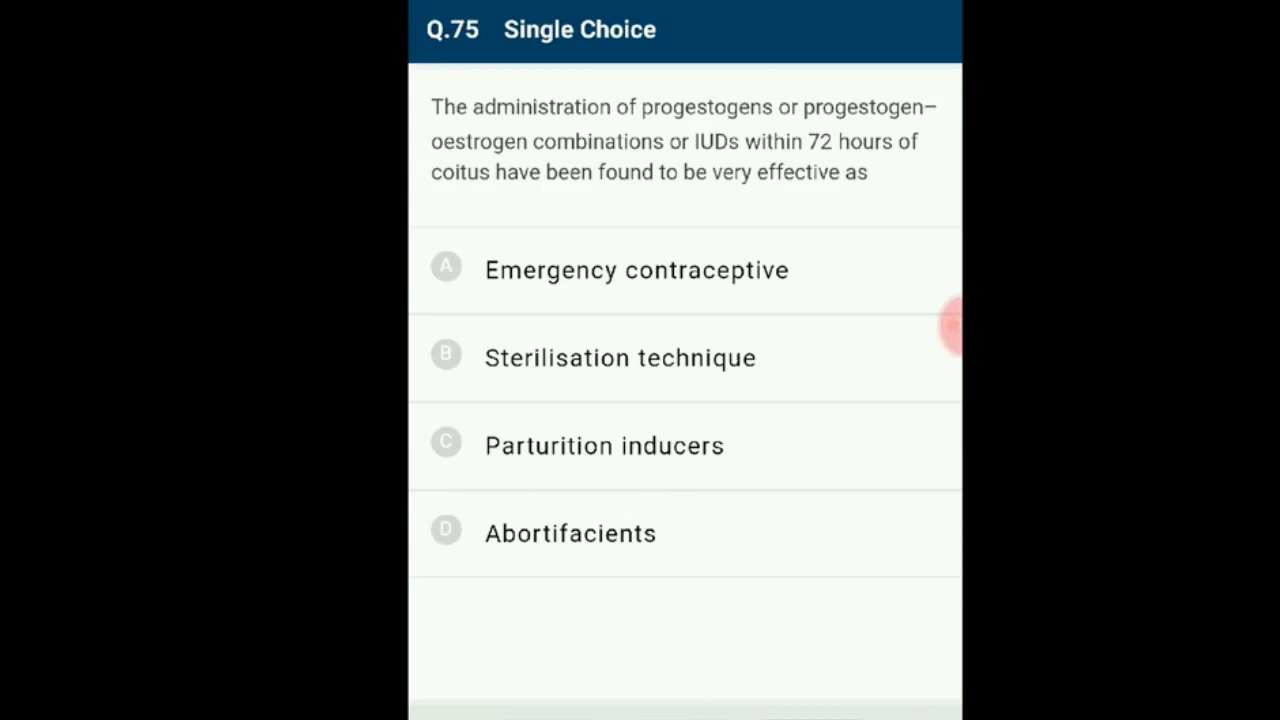 Q.75 Single Choice
The administration of progestogens or progestogen–
oestrogen combinations or IUDs within 72 hours of
coitus have been found to be very effective as
A Emergency contraceptive
B Sterilisation technique
C Parturition inducers
D Abortifacients